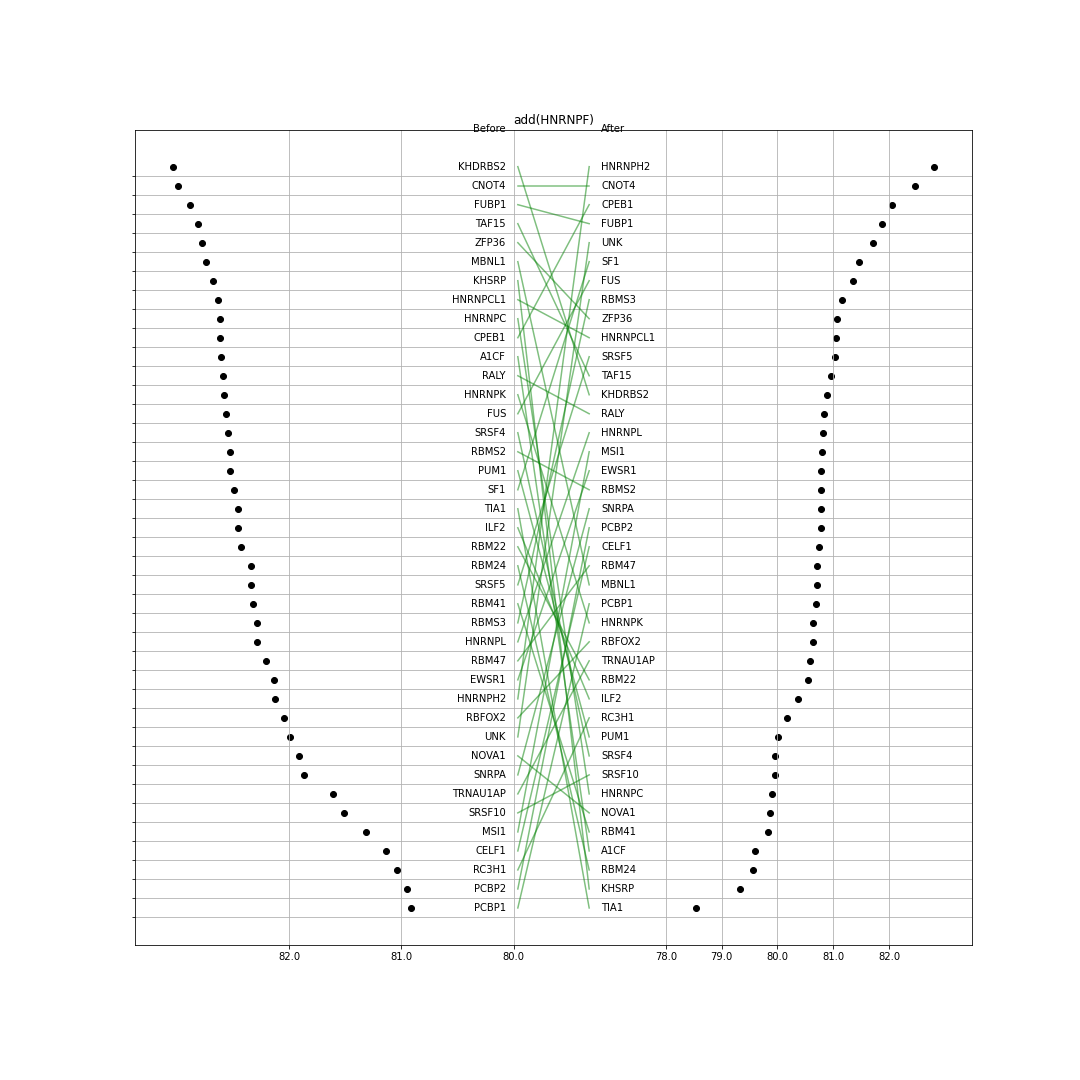 add(HNRNPF)
Before After
KHDRBS2 HNRNPH2
CNOT4 CNOT4
FUBP1 CPEB1
TAF15 FUBP1
ZFP36 UNK
MBNL1 SF1
KHSRP FUS
HNRNPCL1 RBMS3
HNRNPC ZFP36
CPEB1 HNRNPCL1
A1CF SRSF5
RALY TAF15
HNRNPK KHDRBS2
FUS RALY
SRSF4 HNRNPL
RBMS2 MSI1
PUM1 EWSR1
SF1 RBMS2
TIA1 SNRPA
ILF2 PCBP2
RBM22 CELF1
RBM24 RBM47
SRSF5 MBNL1
RBM41 PCBP1
RBMS3 HNRNPK
HNRNPL RBFOX2
RBM47 TRNAU1AP
EWSR1 RBM22
HNRNPH2 ILF2
RBFOX2 RC3H1
UNK PUM1
NOVA1 SRSF4
SNRPA SRSF10
TRNAU1AP HNRNPC
SRSF10 NOVA1
MSI1 RBM41
CELF1 A1CF
RC3H1 RBM24
PCBP2 KHSRP
PCBP1 TIA1
82.0 81.0 80.0 78.0 79.0 80.0 81.0 82.0